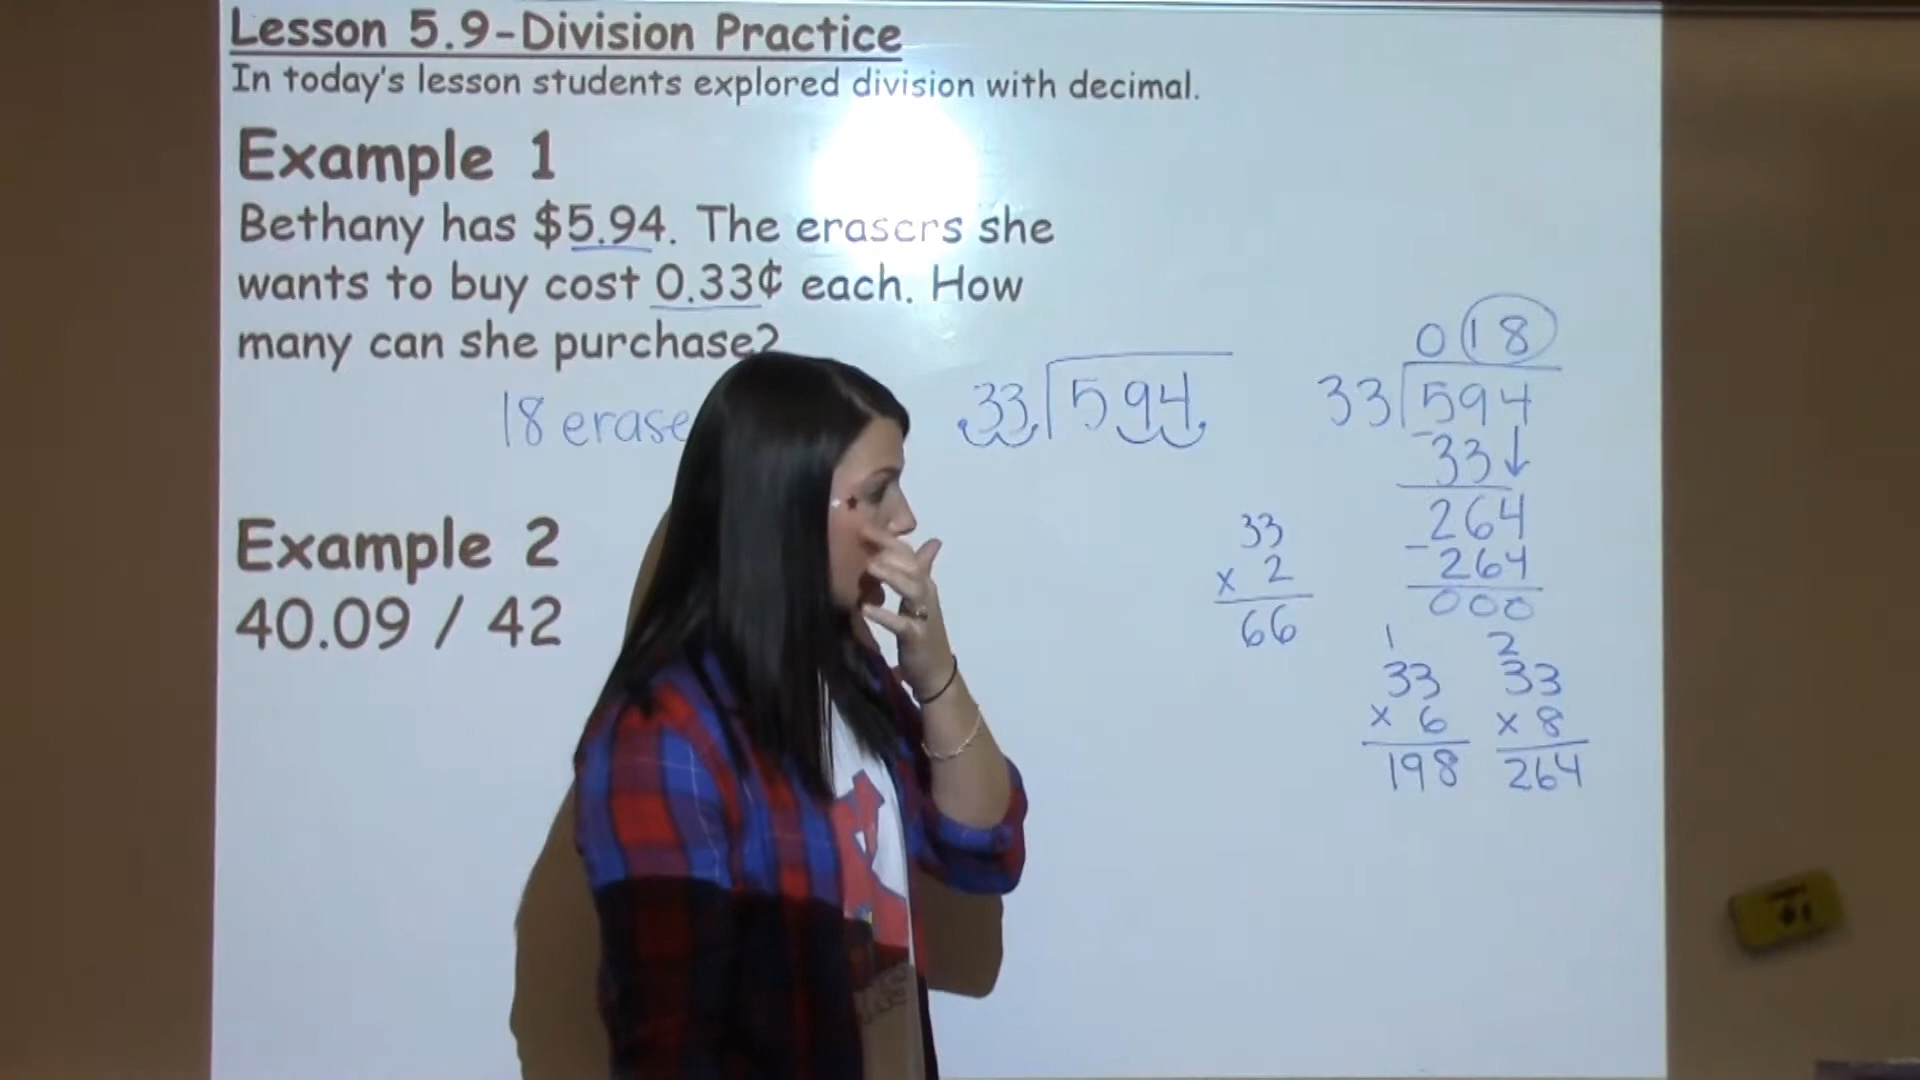 Lesson 5.9-Division Practice
In today's lesson students explored division with decimal.
Example 1
Bethany has $5.94. The erasers she
wants to buy cost 0.33¢ each. How
many can she purchase?
18 erase
.33.)594.
018
33)594
-33↓
264
-264
000
33
x 2
66
1
33
x 6
198
2
33
x 8
264
Example 2
40.09 / 42